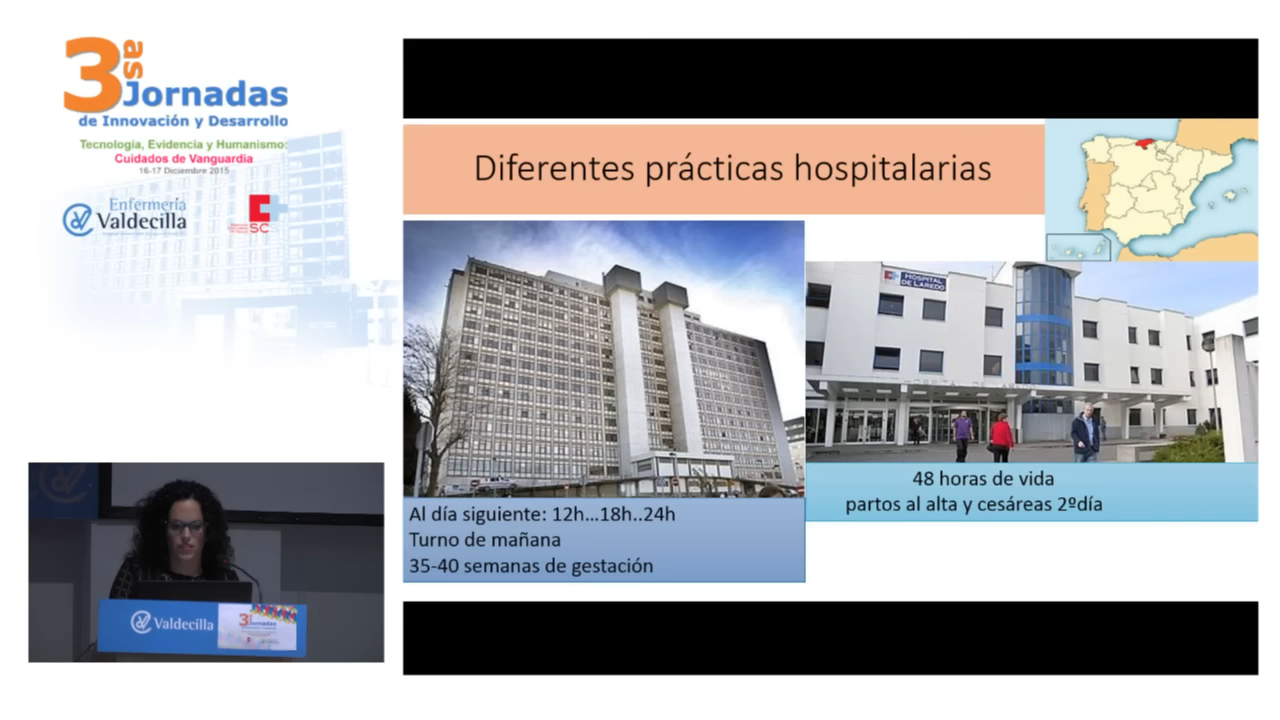 3as
Jornadas
de Innovación y Desarrollo
Tecnología, Evidencia y Humanismo:
Cuidados de Vanguardia
16-17 Diciembre 2015
Enfermería
Valdecilla
SC
Diferentes prácticas hospitalarias
HOSPITAL
DE LAREDO
48 horas de vida
partos al alta y cesáreas 2ºdía
Al día siguiente: 12h...18h..24h
Turno de mañana
35-40 semanas de gestación
Valdecilla
3as
Jornadas